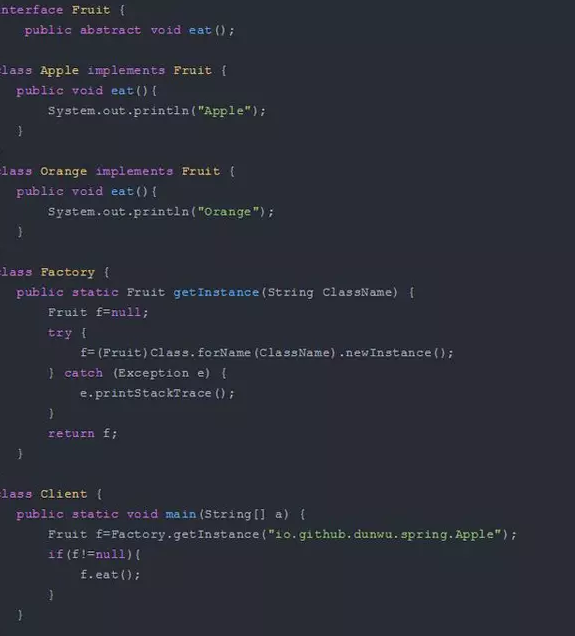 nterface Fruit {
public abstract void eat();
lass Apple implements Fruit {
public void eat(){
System.out.println("Apple");
}
lass Orange implements Fruit {
public void eat(){
System.out.println("Orange");
}
lass Factory {
public static Fruit getInstance(String ClassName) {
Fruit f=null;
try {
f=(Fruit)Class.forName(ClassName).newInstance();
} catch (Exception e) {
e.printStackTrace();
}
return f;
}
lass Client {
public static void main(String[] a) {
Fruit f=Factory.getInstance("io.github.dunwu.spring.Apple");
if(f!=null){
f.eat();
}
}